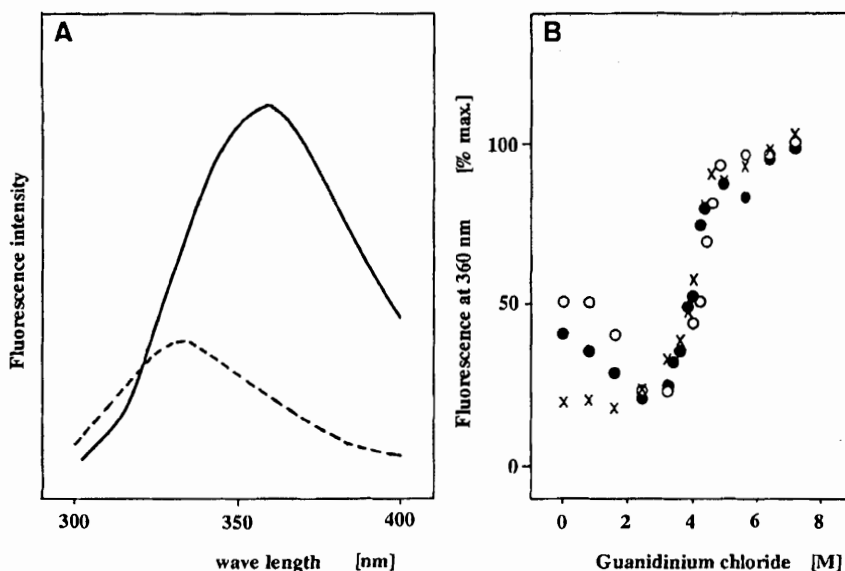 A
Fluorescence intensity
300 350 400
wave length [nm]
B
Fluorescence at 360 nm [% max.]
100
50
0
0 2 4 6 8
Guanidinium chloride [M]